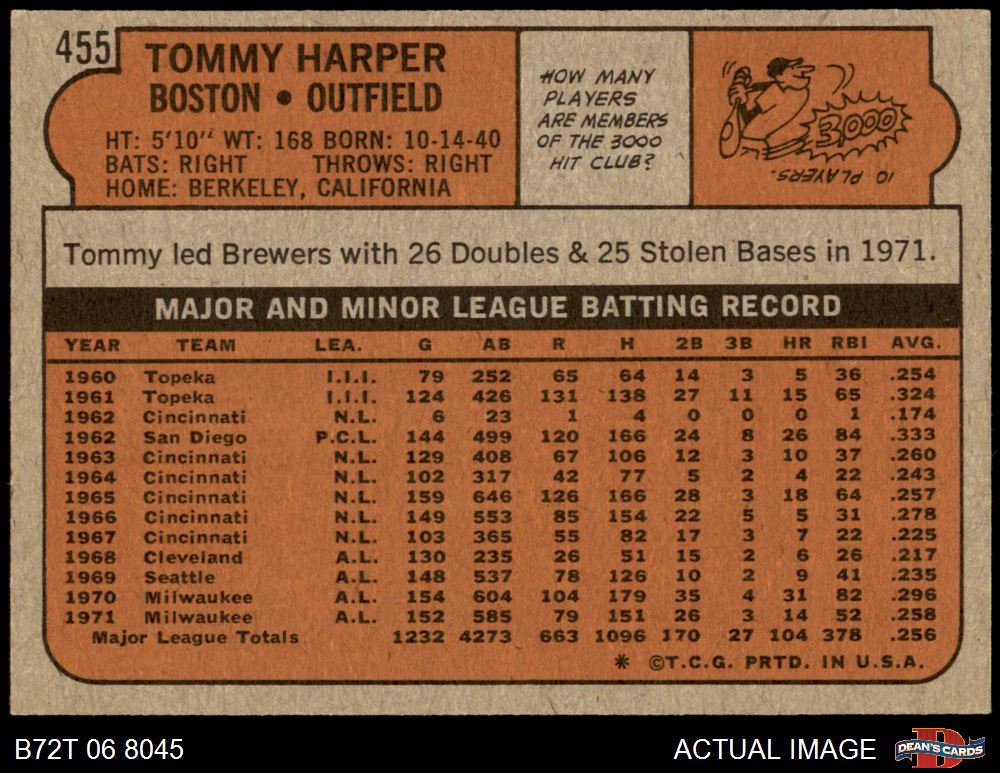 455
TOMMY HARPER
BOSTON • OUTFIELD
HT: 5'10" WT: 168 BORN: 10-14-40
BATS: RIGHT THROWS: RIGHT
HOME: BERKELEY, CALIFORNIA
HOW MANY
PLAYERS
ARE MEMBERS
OF THE 3000
HIT CLUB?
3,000
10 PLAYERS.
Tommy led Brewers with 26 Doubles & 25 Stolen Bases in 1971.
MAJOR AND MINOR LEAGUE BATTING RECORD
YEAR TEAM LEA. G AB R H 2B 3B HR RBI AVG.
1960 Topeka I.I.I. 79 252 65 64 14 3 5 36 .254
1961 Topeka I.I.I. 124 426 131 138 27 11 15 65 .324
1962 Cincinnati N.L. 6 23 1 4 0 0 0 1 .174
1962 San Diego P.C.L. 144 499 120 166 24 8 26 84 .333
1963 Cincinnati N.L. 129 408 67 106 12 3 10 37 .260
1964 Cincinnati N.L. 102 317 42 77 5 2 4 22 .243
1965 Cincinnati N.L. 159 646 126 166 28 3 18 64 .257
1966 Cincinnati N.L. 149 553 85 154 22 5 5 31 .278
1967 Cincinnati N.L. 103 365 55 82 17 3 7 22 .225
1968 Cleveland A.L. 130 235 26 51 15 2 6 26 .217
1969 Seattle A.L. 148 537 78 126 10 2 9 41 .235
1970 Milwaukee A.L. 154 604 104 179 35 4 31 82 .296
1971 Milwaukee A.L. 152 585 79 151 26 3 14 52 .258
Major League Totals 1232 4273 663 1096 170 27 104 378 .256
* ©T.C.G. PRTD. IN U.S.A.
B72T 06 8045
ACTUAL IMAGE
DEAN'S CARDS